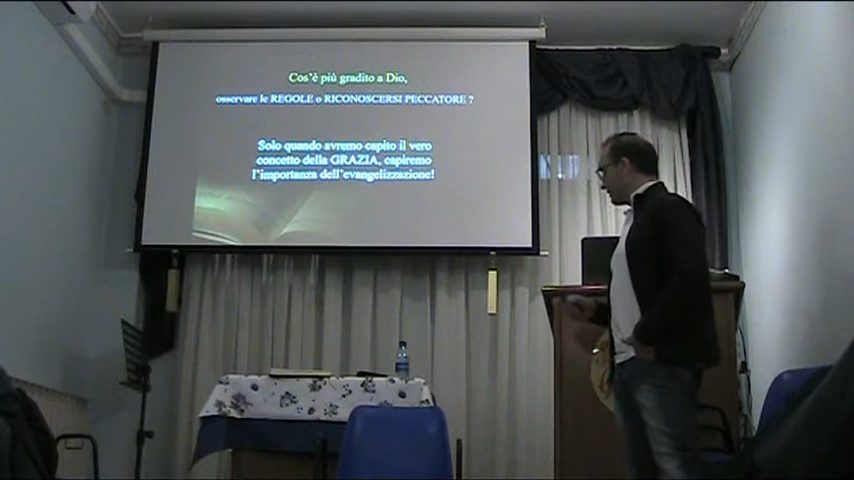 Cos'è più gradito a Dio,
osservare le REGOLE o RICONOSCERSI PECCATORE ?
Solo quando avremo capito il vero
concetto della GRAZIA, capiremo
l'importanza dell'evangelizzazione!